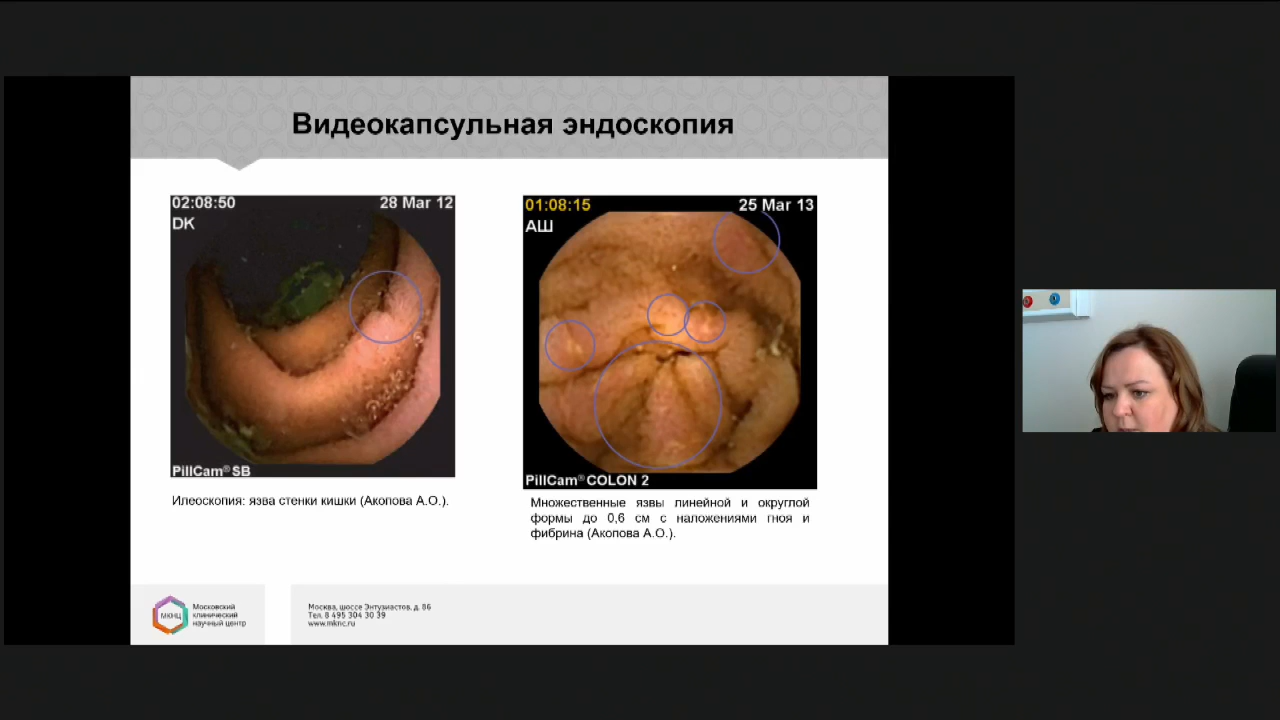 Видеокапсульная эндоскопия
02:08:50 28 Mar 12
DK
PillCam® SB
01:08:15 25 Mar 13
АШ
PillCam® COLON 2
Илеоскопия: язва стенки кишки (Акопова А.О.).
Множественные язвы линейной и округлой
формы до 0,6 см с наложениями гноя и
фибрина (Акопова А.О.).
МКНЦ
Московский
клинический
научный центр
Москва, шоссе Энтузиастов, д. 86
Тел. 8 495 304 30 39
www.mknc.ru